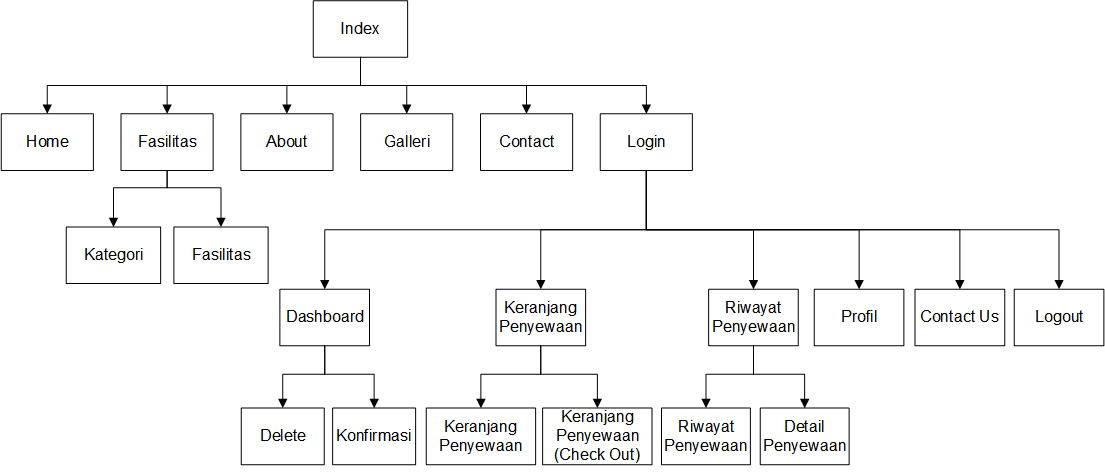 Index
Home
Fasilitas
About
Galleri
Contact
Login
Kategori
Fasilitas
Dashboard
Keranjang
Penyewaan
Riwayat
Penyewaan
Profil
Contact Us
Logout
Delete
Konfirmasi
Keranjang
Penyewaan
Keranjang
Penyewaan
(Check Out)
Riwayat
Penyewaan
Detail
Penyewaan